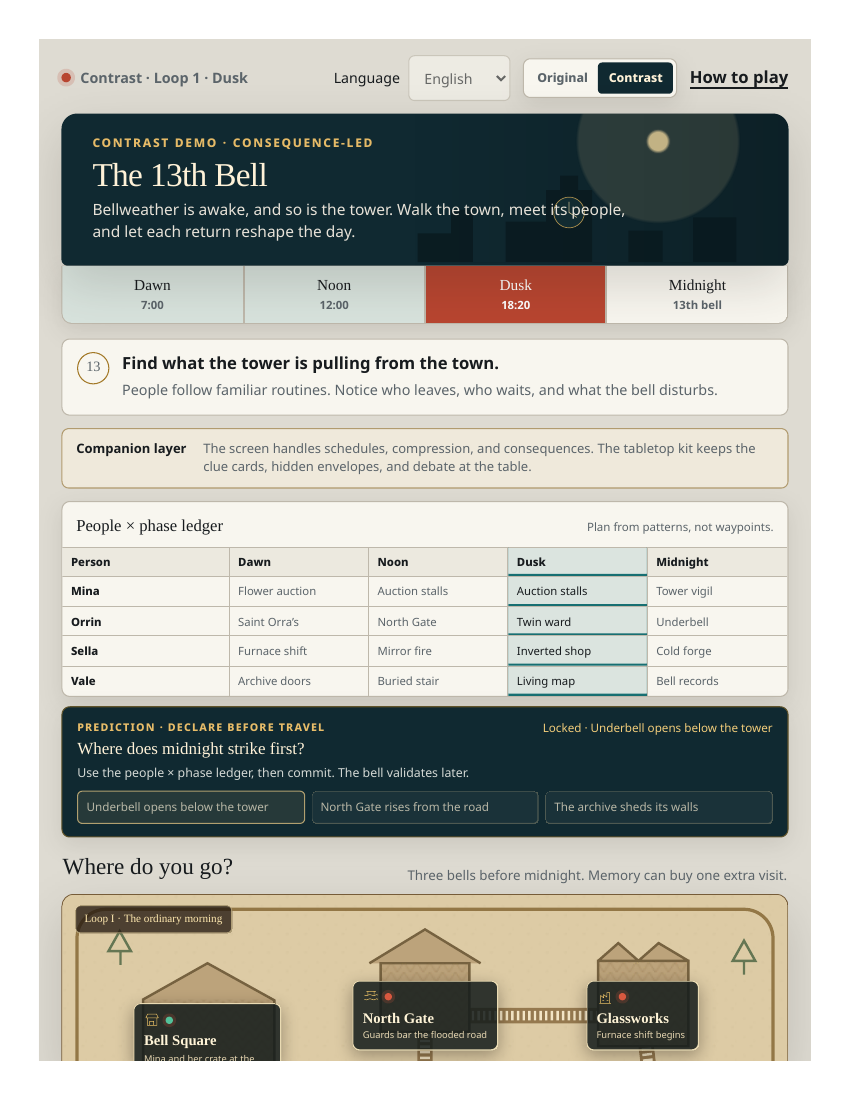 Contrast · Loop 1 · Dusk
Language
English
Original
Contrast
How to play
CONTRAST DEMO · CONSEQUENCE-LED
The 13th Bell
Bellweather is awake, and so is the tower. Walk the town, meet its people,
and let each return reshape the day.
Dawn
7:00
Noon
12:00
Dusk
18:20
Midnight
13th bell
13
Find what the tower is pulling from the town.
People follow familiar routines. Notice who leaves, who waits, and what the bell disturbs.
Companion layer
The screen handles schedules, compression, and consequences. The tabletop kit keeps the
clue cards, hidden envelopes, and debate at the table.
People × phase ledger
Plan from patterns, not waypoints.
Person Dawn Noon Dusk Midnight
Mina Flower auction Auction stalls Auction stalls Tower vigil
Orrin Saint Orra’s North Gate Twin ward Underbell
Sella Furnace shift Mirror fire Inverted shop Cold forge
Vale Archive doors Buried stair Living map Bell records
PREDICTION · DECLARE BEFORE TRAVEL
Locked · Underbell opens below the tower
Where does midnight strike first?
Use the people × phase ledger, then commit. The bell validates later.
Underbell opens below the tower
North Gate rises from the road
The archive sheds its walls
Where do you go?
Three bells before midnight. Memory can buy one extra visit.
Loop I · The ordinary morning
North Gate
Guards bar the flooded road
Glassworks
Furnace shift begins
Bell Square
Mina and her crate at the